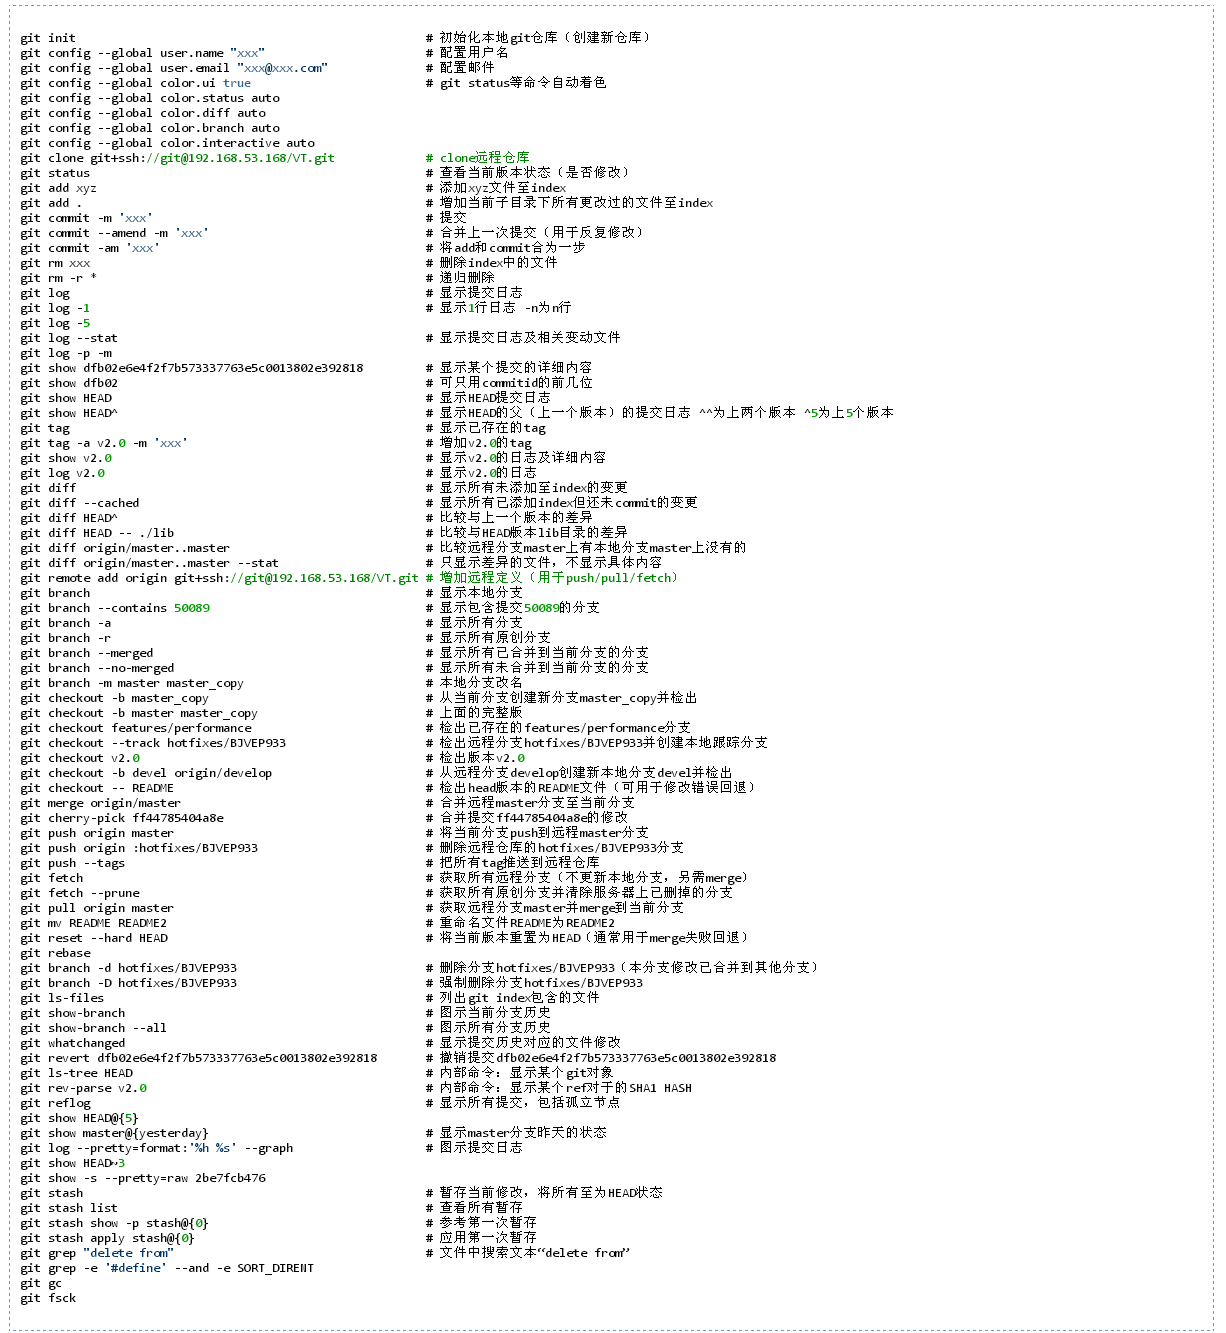 git init # 初始化本地git仓库（创建新仓库）
git config --global user.name "xxx" # 配置用户名
git config --global user.email "xxx@xxx.com" # 配置邮件
git config --global color.ui true # git status等命令自动着色
git config --global color.status auto
git config --global color.diff auto
git config --global color.branch auto
git config --global color.interactive auto
git clone git+ssh://git@192.168.53.168/VT.git # clone远程仓库
git status # 查看当前版本状态（是否修改）
git add xyz # 添加xyz文件至index
git add . # 增加当前子目录下所有更改过的文件至index
git commit -m 'xxx' # 提交
git commit --amend -m 'xxx' # 合并上一次提交（用于反复修改）
git commit -am 'xxx' # 将add和commit合为一步
git rm xxx # 删除index中的文件
git rm -r * # 递归删除
git log # 显示提交日志
git log -1 # 显示1行日志 -n为n行
git log -5
git log --stat # 显示提交日志及相关变动文件
git log -p -m
git show dfb02e6e4f2f7b573337763e5c0013802e392818 # 显示某个提交的详细内容
git show dfb02 # 可只用commitid的前几位
git show HEAD # 显示HEAD提交日志
git show HEAD^ # 显示HEAD的父（上一个版本）的提交日志 ^^为上两个版本 ^5为上5个版本
git tag # 显示已存在的tag
git tag -a v2.0 -m 'xxx' # 增加v2.0的tag
git show v2.0 # 显示v2.0的日志及详细内容
git log v2.0 # 显示v2.0的日志
git diff # 显示所有未添加至index的变更
git diff --cached # 显示所有已添加index但还未commit的变更
git diff HEAD^ # 比较与上一个版本的差异
git diff HEAD -- ./lib # 比较与HEAD版本lib目录的差异
git diff origin/master..master # 比较远程分支master上有本地分支master上没有的
git diff origin/master..master --stat # 只显示差异的文件，不显示具体内容
git remote add origin git+ssh://git@192.168.53.168/VT.git # 增加远程定义（用于push/pull/fetch）
git branch # 显示本地分支
git branch --contains 50089 # 显示包含提交50089的分支
git branch -a # 显示所有分支
git branch -r # 显示所有原创分支
git branch --merged # 显示所有已合并到当前分支的分支
git branch --no-merged # 显示所有未合并到当前分支的分支
git branch -m master master_copy # 本地分支改名
git checkout -b master_copy # 从当前分支创建新分支master_copy并检出
git checkout -b master master_copy # 上面的完整版
git checkout features/performance # 检出已存在的features/performance分支
git checkout --track hotfixes/BJVEP933 # 检出远程分支hotfixes/BJVEP933并创建本地跟踪分支
git checkout v2.0 # 检出版本v2.0
git checkout -b devel origin/develop # 从远程分支develop创建新本地分支devel并检出
git checkout -- README # 检出head版本的README文件（可用于修改错误回退）
git merge origin/master # 合并远程master分支至当前分支
git cherry-pick ff44785404a8e # 合并提交ff44785404a8e的修改
git push origin master # 将当前分支push到远程master分支
git push origin :hotfixes/BJVEP933 # 删除远程仓库的hotfixes/BJVEP933分支
git push --tags # 把所有tag推送到远程仓库
git fetch # 获取所有远程分支（不更新本地分支，另需merge）
git fetch --prune # 获取所有原创分支并清除服务器上已删掉的分支
git pull origin master # 获取远程分支master并merge到当前分支
git mv README README2 # 重命名文件README为README2
git reset --hard HEAD # 将当前版本重置为HEAD（通常用于merge失败回退）
git rebase
git branch -d hotfixes/BJVEP933 # 删除分支hotfixes/BJVEP933（本分支修改已合并到其他分支）
git branch -D hotfixes/BJVEP933 # 强制删除分支hotfixes/BJVEP933
git ls-files # 列出git index包含的文件
git show-branch # 图示当前分支历史
git show-branch --all # 图示所有分支历史
git whatchanged # 显示提交历史对应的文件修改
git revert dfb02e6e4f2f7b573337763e5c0013802e392818 # 撤销提交dfb02e6e4f2f7b573337763e5c0013802e392818
git ls-tree HEAD # 内部命令：显示某个git对象
git rev-parse v2.0 # 内部命令：显示某个ref对于的SHA1 HASH
git reflog # 显示所有提交，包括孤立节点
git show HEAD@{5}
git show master@{yesterday} # 显示master分支昨天的状态
git log --pretty=format:'%h %s' --graph # 图示提交日志
git show HEAD~3
git show -s --pretty=raw 2be7fcb476
git stash # 暂存当前修改，将所有至为HEAD状态
git stash list # 查看所有暂存
git stash show -p stash@{0} # 参考第一次暂存
git stash apply stash@{0} # 应用第一次暂存
git grep "delete from" # 文件中搜索文本“delete from”
git grep -e '#define' --and -e SORT_DIRENT
git gc
git fsck